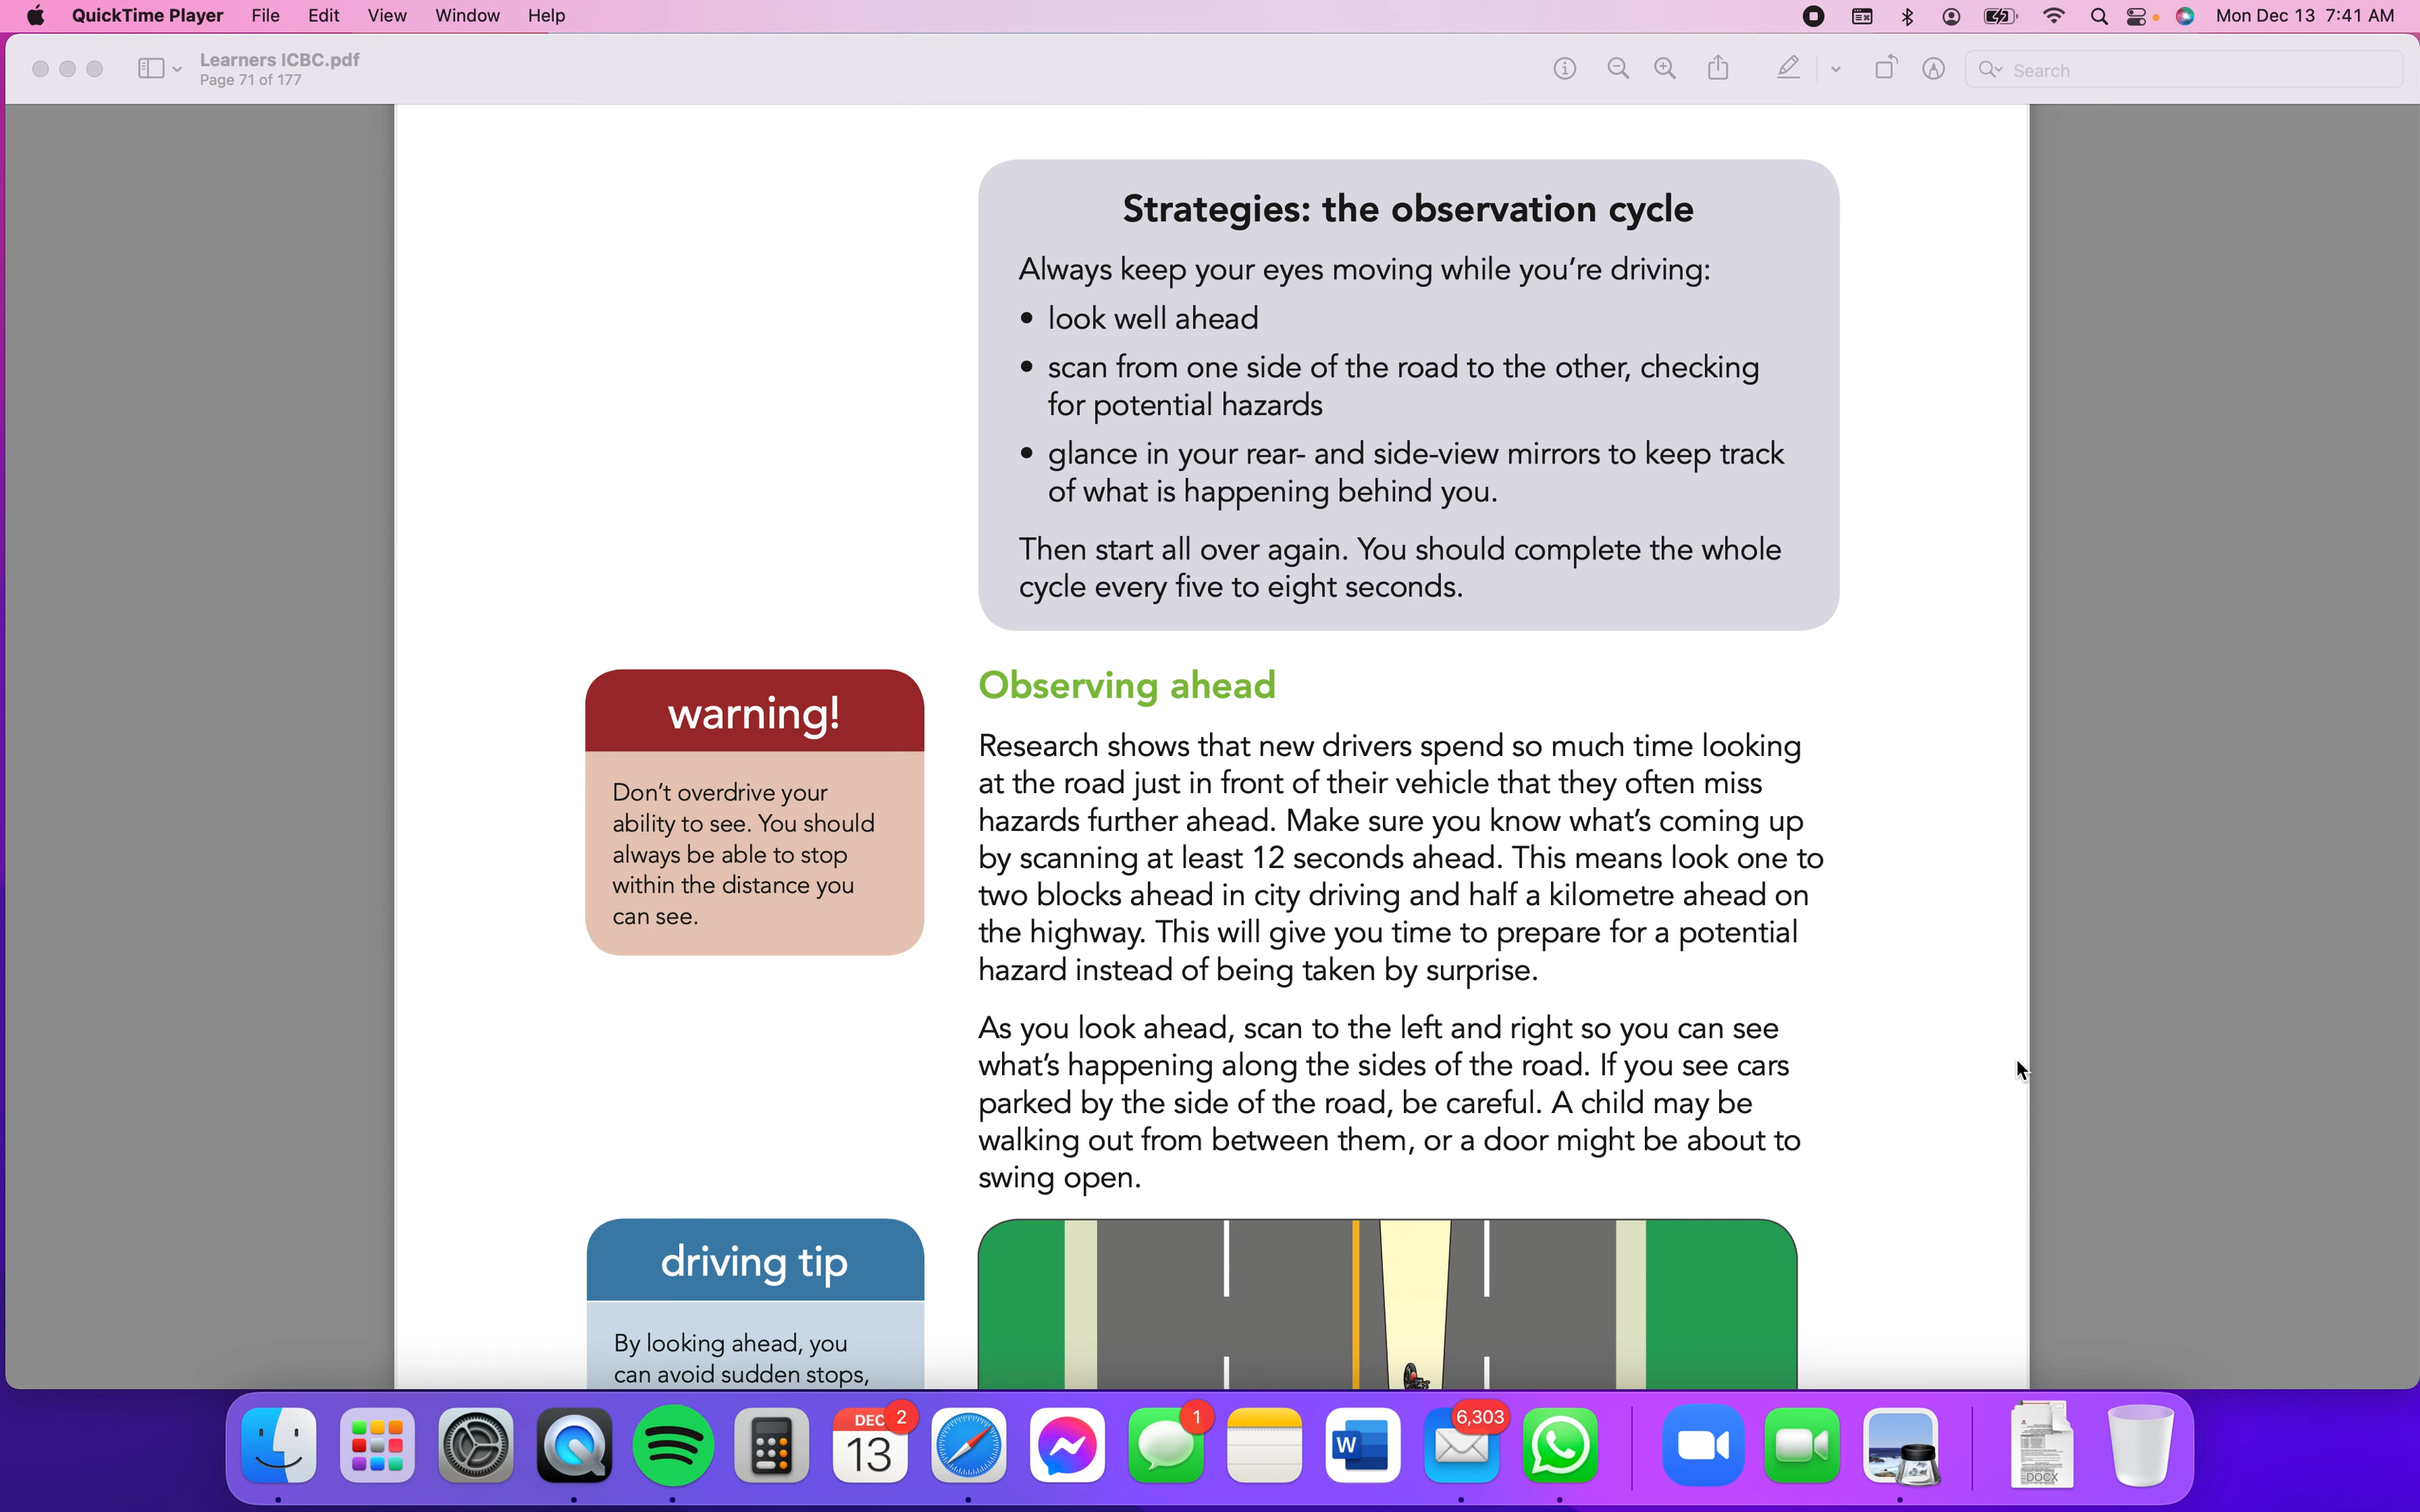 QuickTime Player File Edit View Window Help Mon Dec 13 7:41 AM
Learners ICBC.pdf
Page 71 of 177
Search
Strategies: the observation cycle
Always keep your eyes moving while you're driving:
• look well ahead
• scan from one side of the road to the other, checking
for potential hazards
• glance in your rear- and side-view mirrors to keep track
of what is happening behind you.
Then start all over again. You should complete the whole
cycle every five to eight seconds.
warning!
Don't overdrive your
ability to see. You should
always be able to stop
within the distance you
can see.
Observing ahead
Research shows that new drivers spend so much time looking
at the road just in front of their vehicle that they often miss
hazards further ahead. Make sure you know what's coming up
by scanning at least 12 seconds ahead. This means look one to
two blocks ahead in city driving and half a kilometre ahead on
the highway. This will give you time to prepare for a potential
hazard instead of being taken by surprise.
As you look ahead, scan to the left and right so you can see
what's happening along the sides of the road. If you see cars
parked by the side of the road, be careful. A child may be
walking out from between them, or a door might be about to
swing open.
driving tip
By looking ahead, you
can avoid sudden stops,
DEC 2
13
1
W
6,303
DOCX